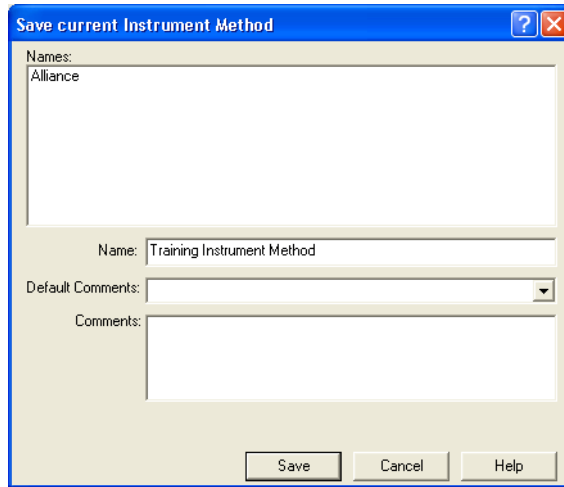 Save current Instrument Method
Names:
Alliance
Name: Training Instrument Method
Default Comments:
Comments:
Save Cancel Help